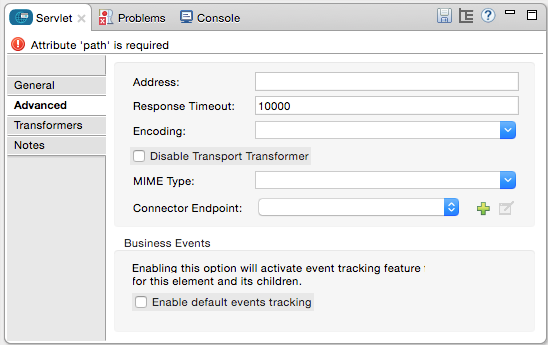 Servlet
Problems
Console
Attribute 'path' is required
General
Advanced
Transformers
Notes
Address:
Response Timeout: 10000
Encoding:
Disable Transport Transformer
MIME Type:
Connector Endpoint:
Business Events
Enabling this option will activate event tracking feature
for this element and its children.
Enable default events tracking